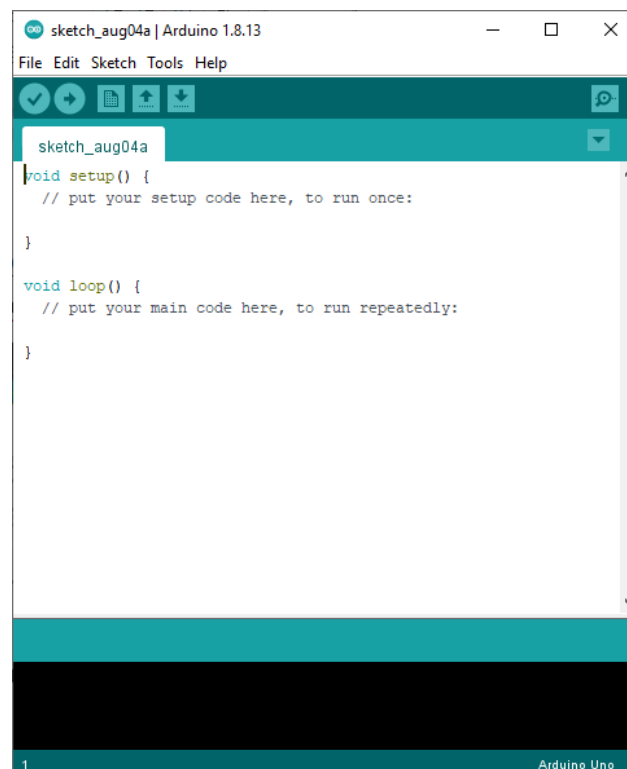 sketch_aug04a | Arduino 1.8.13
File Edit Sketch Tools Help
sketch_aug04a
void setup() {
  // put your setup code here, to run once:
}
void loop() {
  // put your main code here, to run repeatedly:
}
1
Arduino Uno